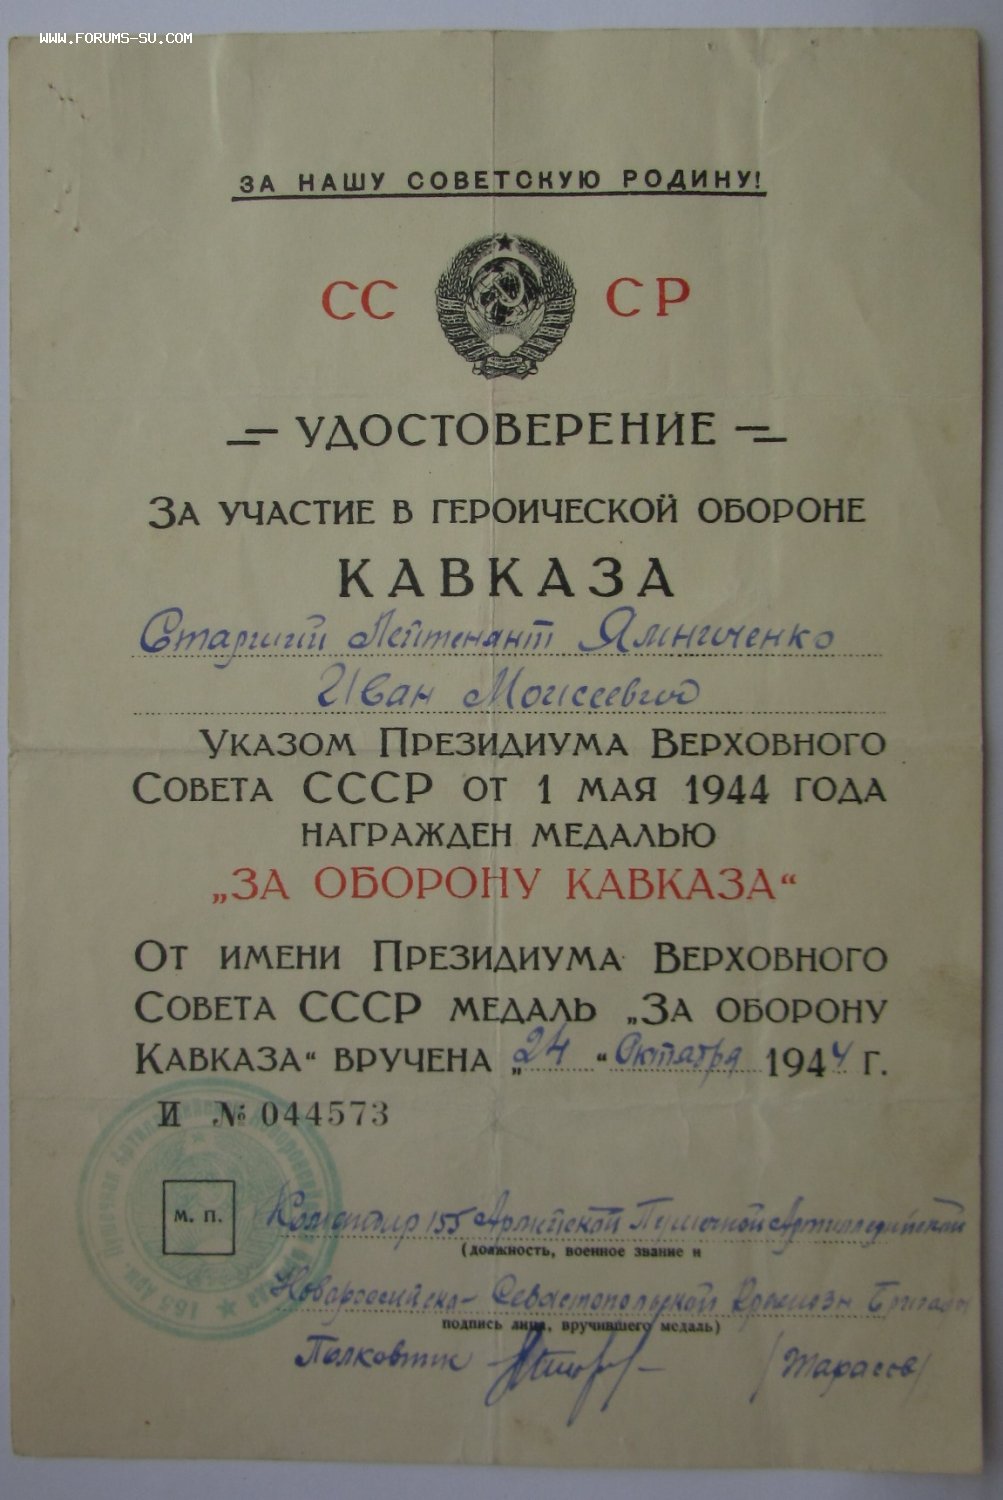 WWW.FORUMS-SU.COM
ЗА НАШУ СОВЕТСКУЮ РОДИНУ!
СС СР
УДОСТОВЕРЕНИЕ
ЗА УЧАСТИЕ В ГЕРОИЧЕСКОЙ ОБОРОНЕ
КАВКАЗА
Старший Лейтенант Ямниченко
Иван Моисеевич
УКАЗОМ ПРЕЗИДИУМА ВЕРХОВНОГО
СОВЕТА СССР ОТ 1 МАЯ 1944 ГОДА
НАГРАЖДЕН МЕДАЛЬЮ
„ЗА ОБОРОНУ КАВКАЗА“
ОТ ИМЕНИ ПРЕЗИДИУМА ВЕРХОВНОГО
СОВЕТА СССР МЕДАЛЬ „ЗА ОБОРОНУ
КАВКАЗА“ ВРУЧЕНА „24“ Октября 1944 Г.
И № 044573
М. П.
Командир 155 Армейской Пушечной Артиллерийской
(должность, военное звание и
Новороссийско-Севастопольской Бригады
подпись лица, вручившего медаль)
Полковник /Тарасов/